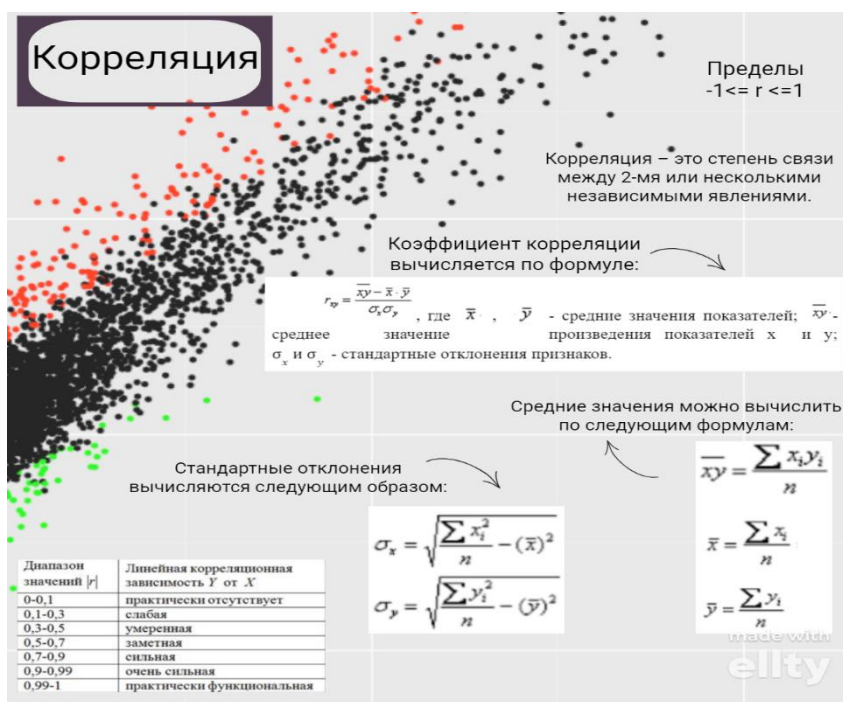 Корреляция
Пределы
-1<= r <=1
Корреляция – это степень связи
между 2-мя или несколькими
независимыми явлениями.
Коэффициент корреляции
вычисляется по формуле:
r_xy = (x̅y̅ - x̅ · y̅) / (σ_x σ_y) , где x̅ , y̅ - средние значения показателей; x̅y̅ -
среднее значение произведения показателей x и y;
σ_x и σ_y - стандартные отклонения признаков.
Средние значения можно вычислить
по следующим формулам:
x̅y̅ = ∑ x_i y_i / n
x̅ = ∑ x_i / n
y̅ = ∑ y_i / n
Стандартные отклонения
вычисляются следующим образом:
σ_x = √(∑ x_i² / n - (x̅)²)
σ_y = √(∑ y_i² / n - (y̅)²)
Диапазон значений |r| Линейная корреляционная зависимость Y от X
0-0,1 практически отсутствует
0,1-0,3 слабая
0,3-0,5 умеренная
0,5-0,7 заметная
0,7-0,9 сильная
0,9-0,99 очень сильная
0,99-1 практически функциональная
made with
ellty